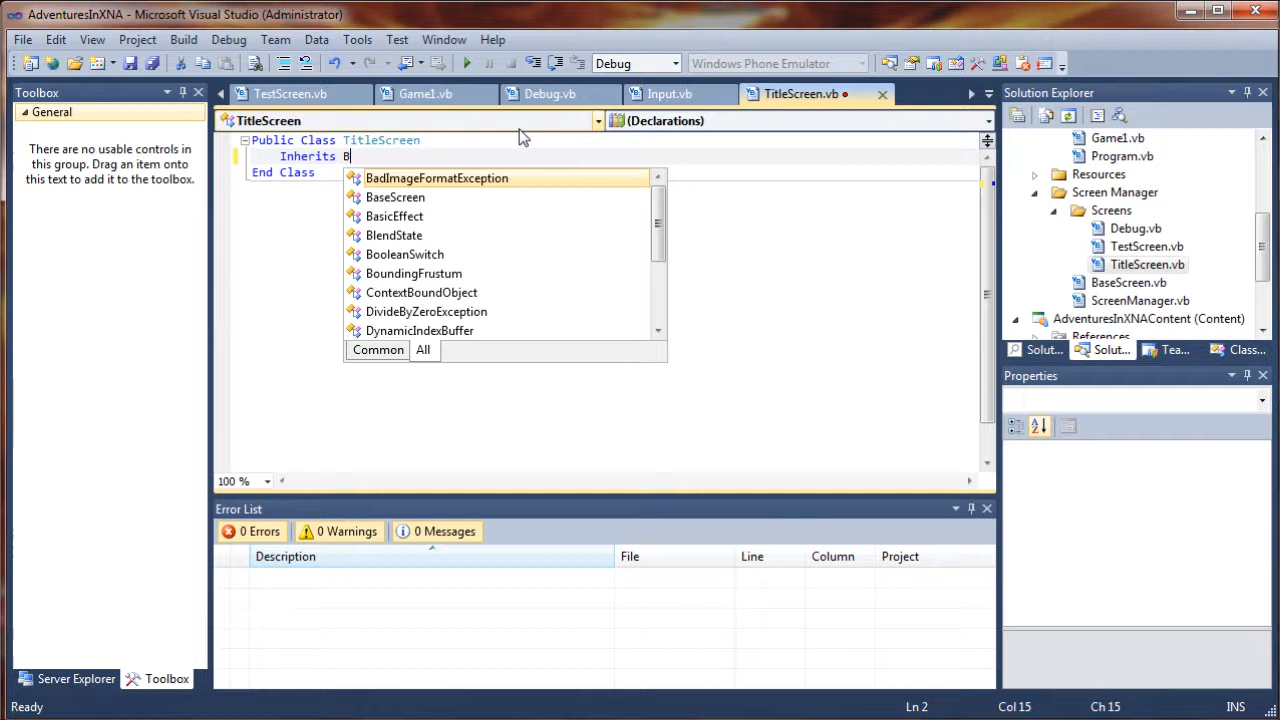 AdventuresInXNA - Microsoft Visual Studio (Administrator)
File Edit View Project Build Debug Team Data Tools Test Window Help
Debug Windows Phone Emulator
Toolbox
General
There are no usable controls in
this group. Drag an item onto
this text to add it to the toolbox.
Server Explorer Toolbox
TestScreen.vb Game1.vb Debug.vb Input.vb TitleScreen.vb
TitleScreen (Declarations)
Public Class TitleScreen
Inherits B
End Class
BadImageFormatException
BaseScreen
BasicEffect
BlendState
BooleanSwitch
BoundingFrustum
ContextBoundObject
DivideByZeroException
DynamicIndexBuffer
Common All
100 %
Error List
0 Errors 0 Warnings 0 Messages
Description File Line Column Project
Solution Explorer
Game1.vb
Program.vb
Resources
Screen Manager
Screens
Debug.vb
TestScreen.vb
TitleScreen.vb
BaseScreen.vb
ScreenManager.vb
AdventuresInXNAContent (Content)
References
Solut... Solut... Tea... Class...
Properties
Ready Ln 2 Col 15 Ch 15 INS